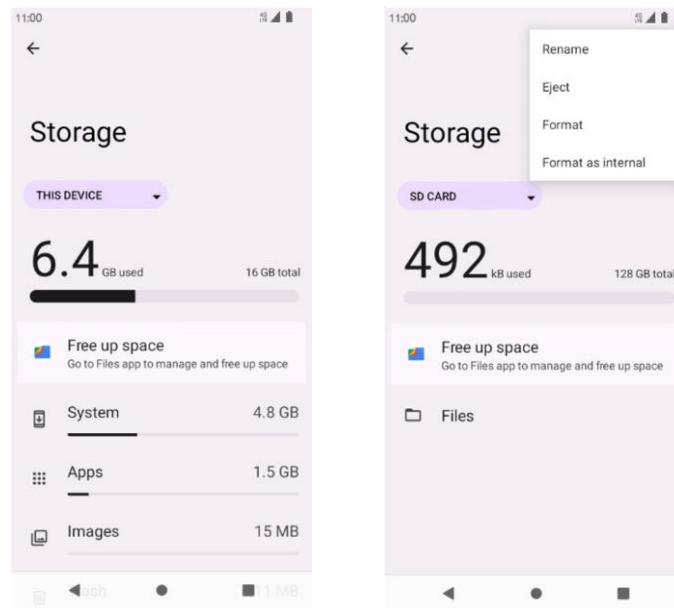 11:00
Storage
THIS DEVICE
6.4 GB used
16 GB total
Free up space
Go to Files app to manage and free up space
System 4.8 GB
Apps 1.5 GB
Images 15 MB
11:00
Rename
Eject
Format
Format as internal
Storage
SD CARD
492 kB used
128 GB total
Free up space
Go to Files app to manage and free up space
Files